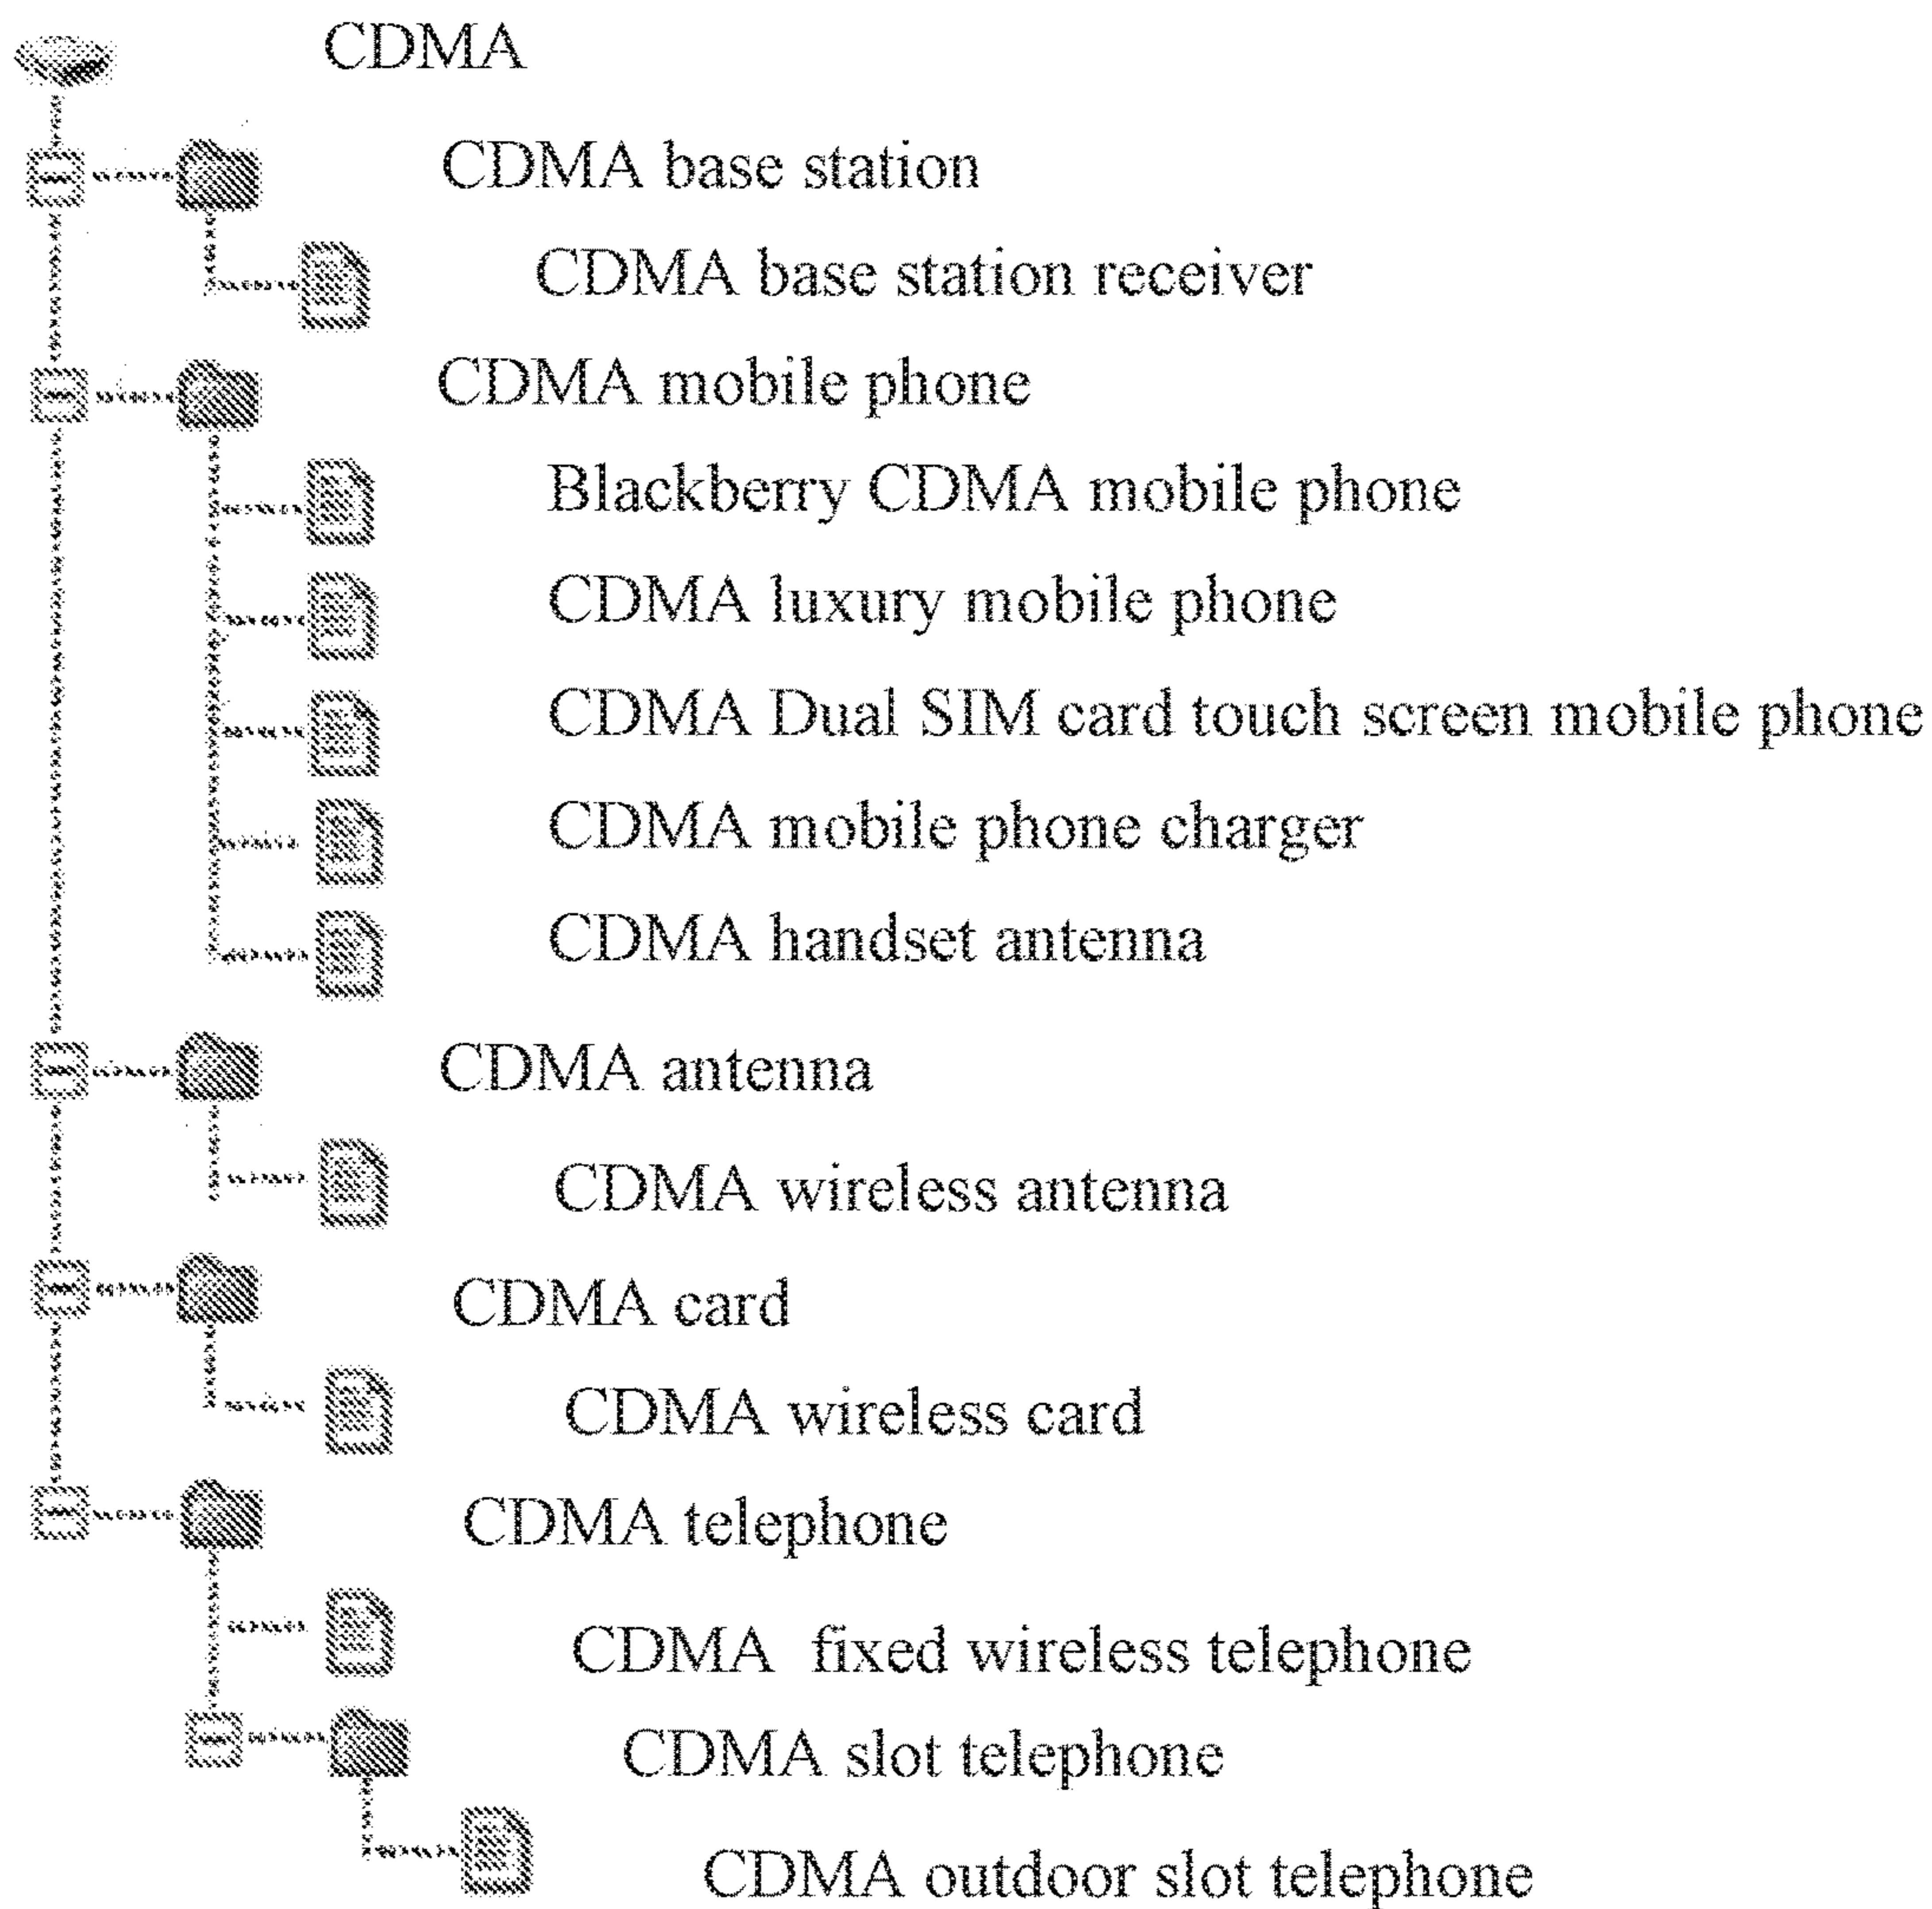 CDMA
CDMA base station
CDMA base station receiver
CDMA mobile phone
Blackberry CDMA mobile phone
CDMA luxury mobile phone
CDMA Dual SIM card touch screen mobile phone
CDMA mobile phone charger
CDMA handset antenna
CDMA antenna
CDMA wireless antenna
CDMA card
CDMA wireless card
CDMA telephone
CDMA fixed wireless telephone
CDMA slot telephone
CDMA outdoor slot telephone